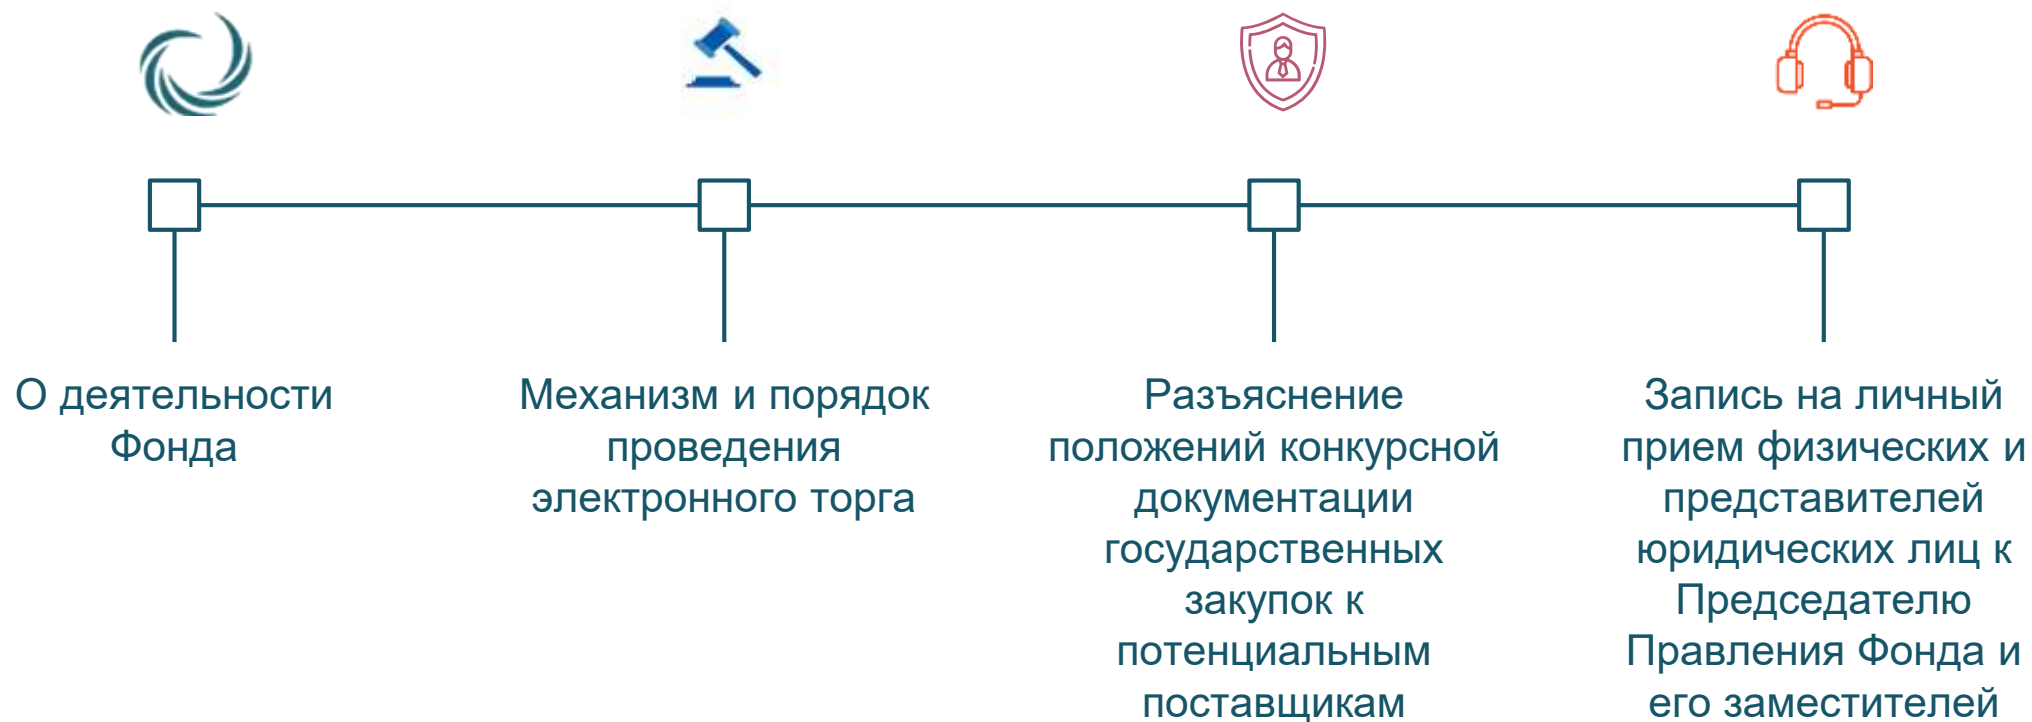 О деятельности
Фонда
Механизм и порядок
проведения
электронного торга
Разъяснение
положений конкурсной
документации
государственных
закупок к
потенциальным
поставщикам
Запись на личный
прием физических и
представителей
юридических лиц к
Председателю
Правления Фонда и
его заместителей